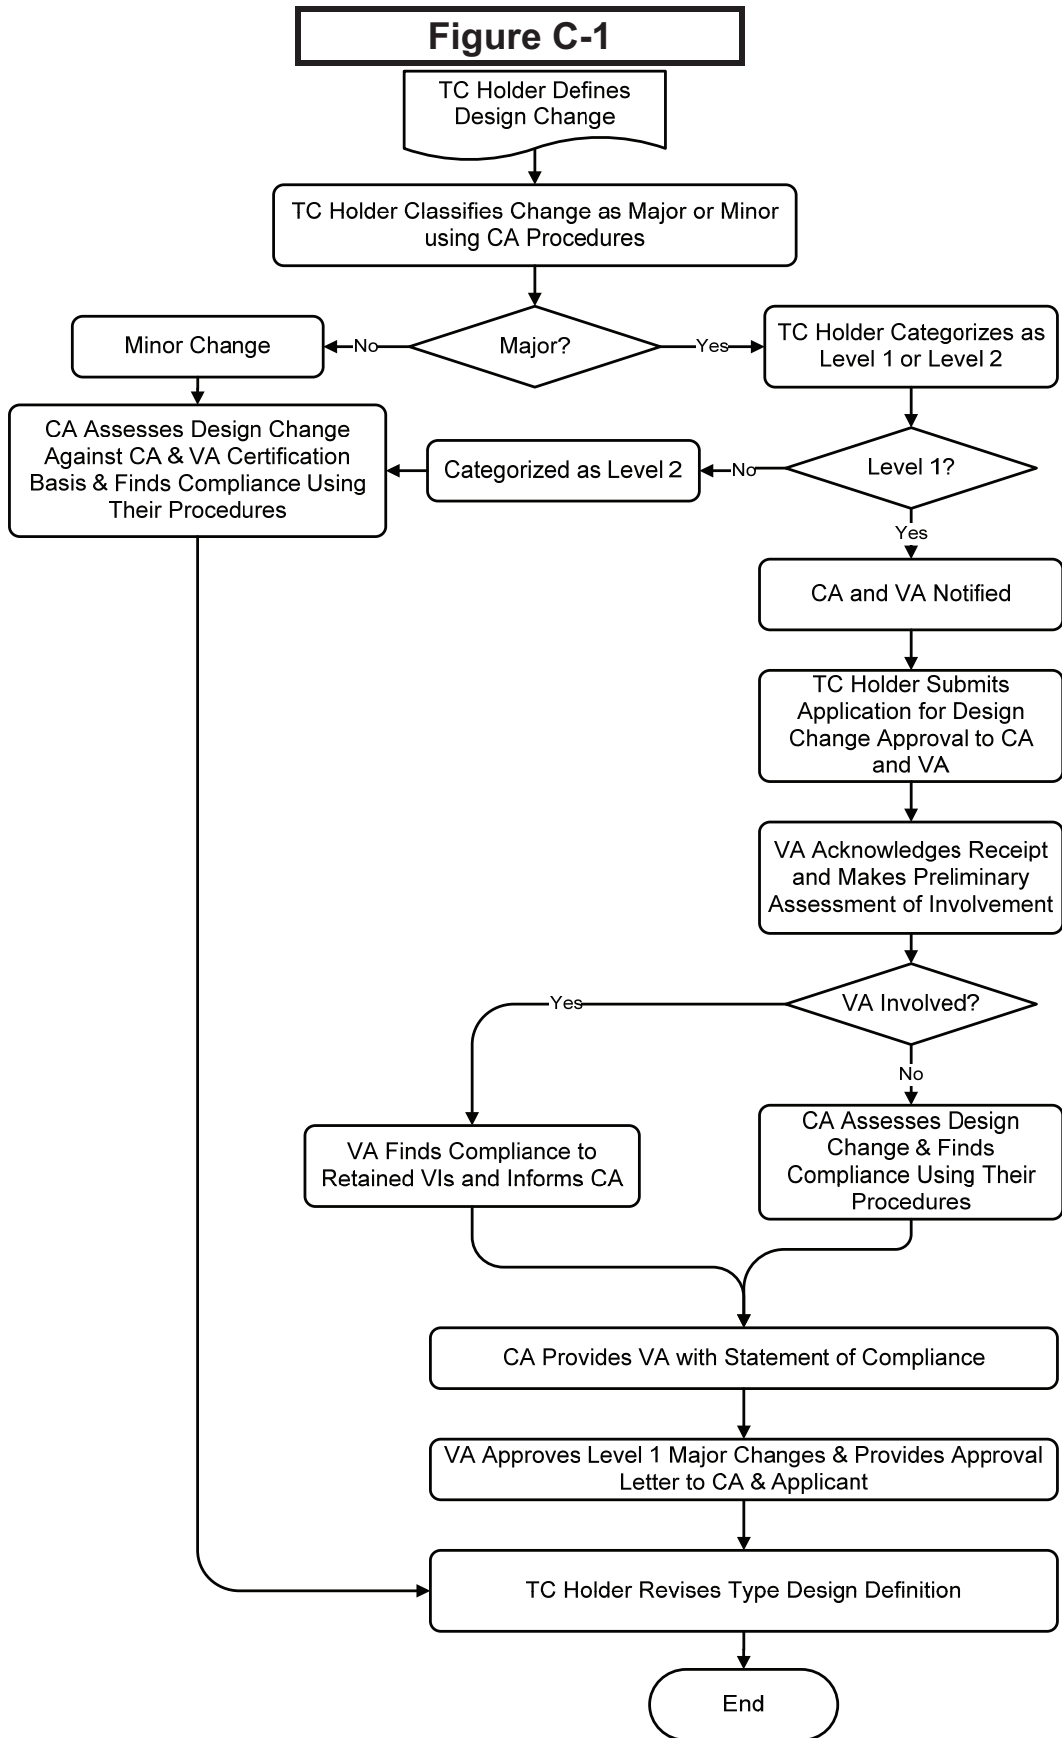 Figure C-1
TC Holder Defines
Design Change
TC Holder Classifies Change as Major or Minor
using CA Procedures
Major?
No
Minor Change
Yes
TC Holder Categorizes as
Level 1 or Level 2
CA Assesses Design Change
Against CA & VA Certification
Basis & Finds Compliance Using
Their Procedures
Categorized as Level 2
No
Level 1?
Yes
CA and VA Notified
TC Holder Submits
Application for Design
Change Approval to CA
and VA
VA Acknowledges Receipt
and Makes Preliminary
Assessment of Involvement
VA Involved?
Yes
No
VA Finds Compliance to
Retained VIs and Informs CA
CA Assesses Design
Change & Finds
Compliance Using Their
Procedures
CA Provides VA with Statement of Compliance
VA Approves Level 1 Major Changes & Provides Approval
Letter to CA & Applicant
TC Holder Revises Type Design Definition
End